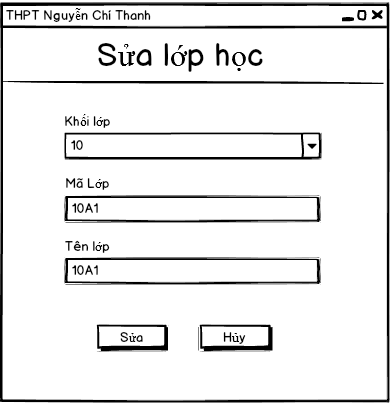 THPT Nguyễn Chí Thanh
Sửa lớp học
Khối lớp
10
Mã Lớp
10A1
Tên lớp
10A1
Sửa
Hủy